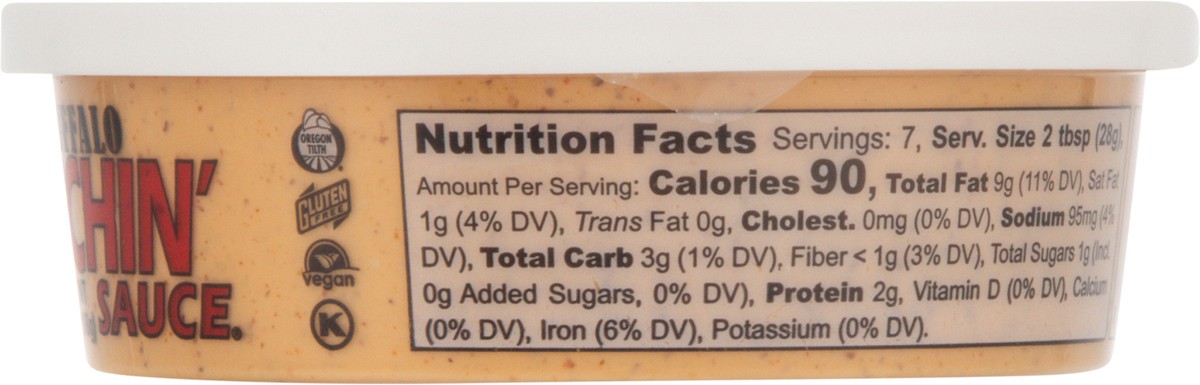 CHIN'
SAUCE.
OREGON
TILTH
GLUTEN
FREE
vegan
K
Nutrition Facts Servings: 7, Serv. Size 2 tbsp (28g),
Amount Per Serving: Calories 90, Total Fat 9g (11% DV), Sat Fat
1g (4% DV), Trans Fat 0g, Cholest. 0mg (0% DV), Sodium 95mg (4%
DV), Total Carb 3g (1% DV), Fiber < 1g (3% DV), Total Sugars 1g (Incl.
0g Added Sugars, 0% DV), Protein 2g, Vitamin D (0% DV), Calcium
(0% DV), Iron (6% DV), Potassium (0% DV).